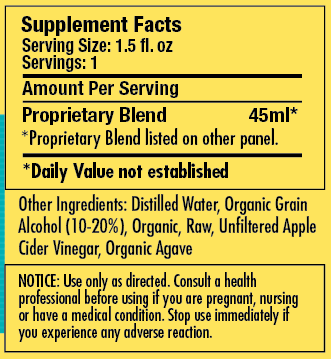 Supplement Facts
Serving Size: 1.5 fl. oz
Servings: 1
Amount Per Serving
Proprietary Blend 45ml*
*Proprietary Blend listed on other panel.
*Daily Value not established
Other Ingredients: Distilled Water, Organic Grain
Alcohol (10-20%), Organic, Raw, Unfiltered Apple
Cider Vinegar, Organic Agave
NOTICE: Use only as directed. Consult a health
professional before using if you are pregnant, nursing
or have a medical condition. Stop use immediately if
you experience any adverse reaction.